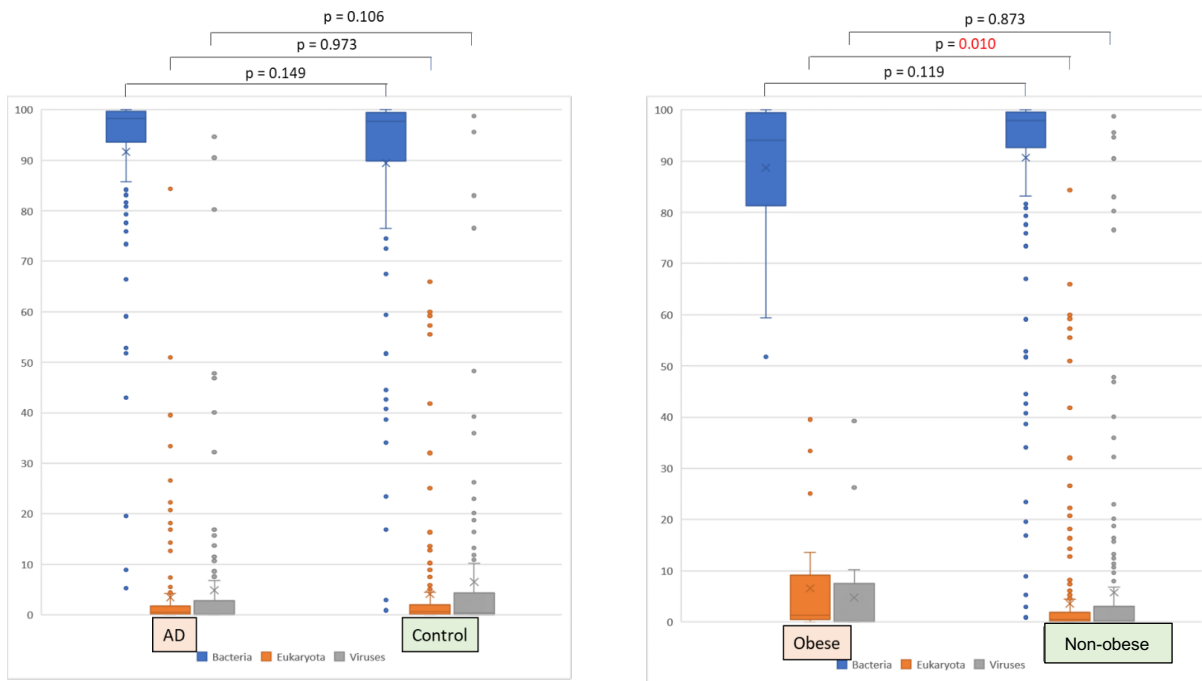 p = 0.106
p = 0.973
p = 0.149
100
90
80
70
60
50
40
30
20
10
0
AD
Control
Bacteria Eukaryota Viruses
p = 0.873
p = 0.010
p = 0.119
100
90
80
70
60
50
40
30
20
10
0
Obese
Non-obese
Bacteria Eukaryota Viruses